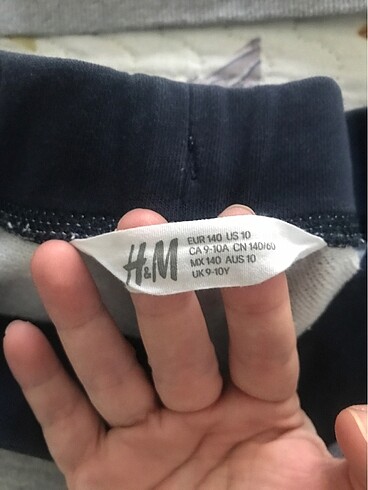 H&M
EUR 140 US 10
CA 9-10A CN 140/60
MX 140 AUS 10
UK 9-10Y